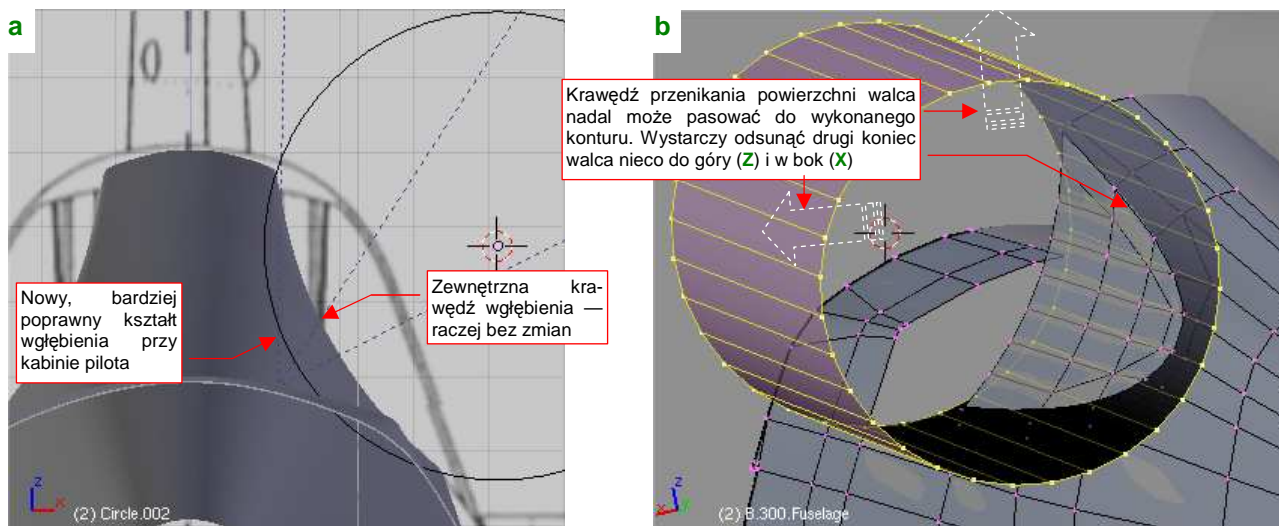 a
b
Krawędź przenikania powierzchni walca
nadal może pasować do wykonanego
konturu. Wystarczy odsunąć drugi koniec
walca nieco do góry (Z) i w bok (X)
Nowy, bardziej
poprawny kształt
wgłębienia przy
kabinie pilota
Zewnętrzna kra-
wędź wgłębienia —
raczej bez zmian
z
x
(2) Circle.002
z
x
y
(2) B.300.Fuselage